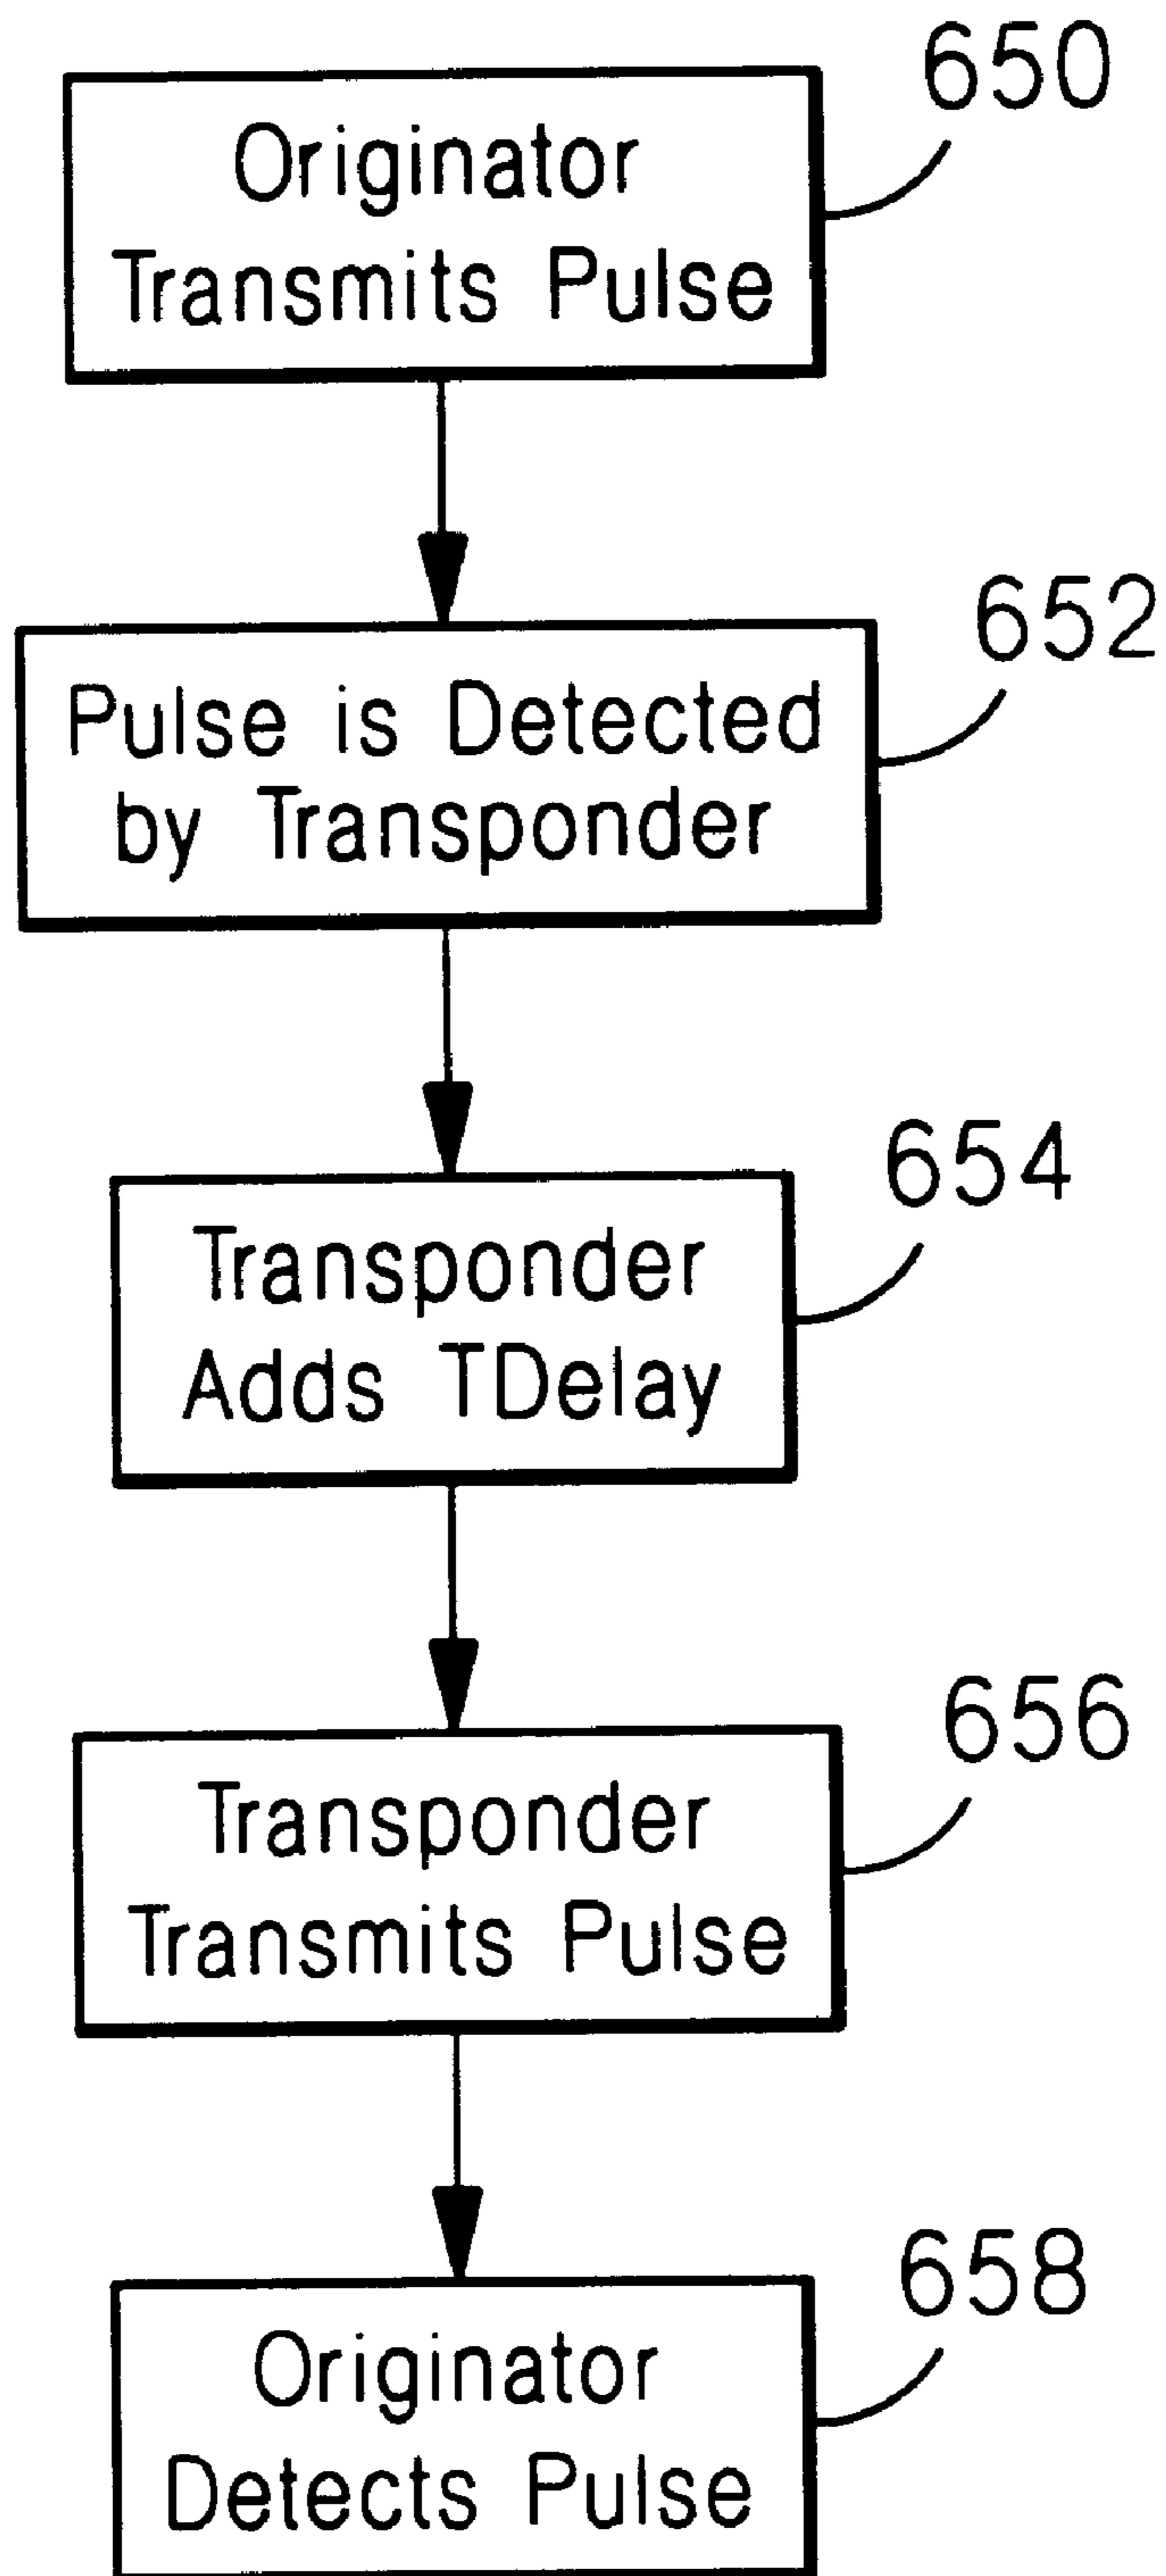 650
Originator
Transmits Pulse
652
Pulse is Detected
by Transponder
654
Transponder
Adds TDelay
656
Transponder
Transmits Pulse
658
Originator
Detects Pulse